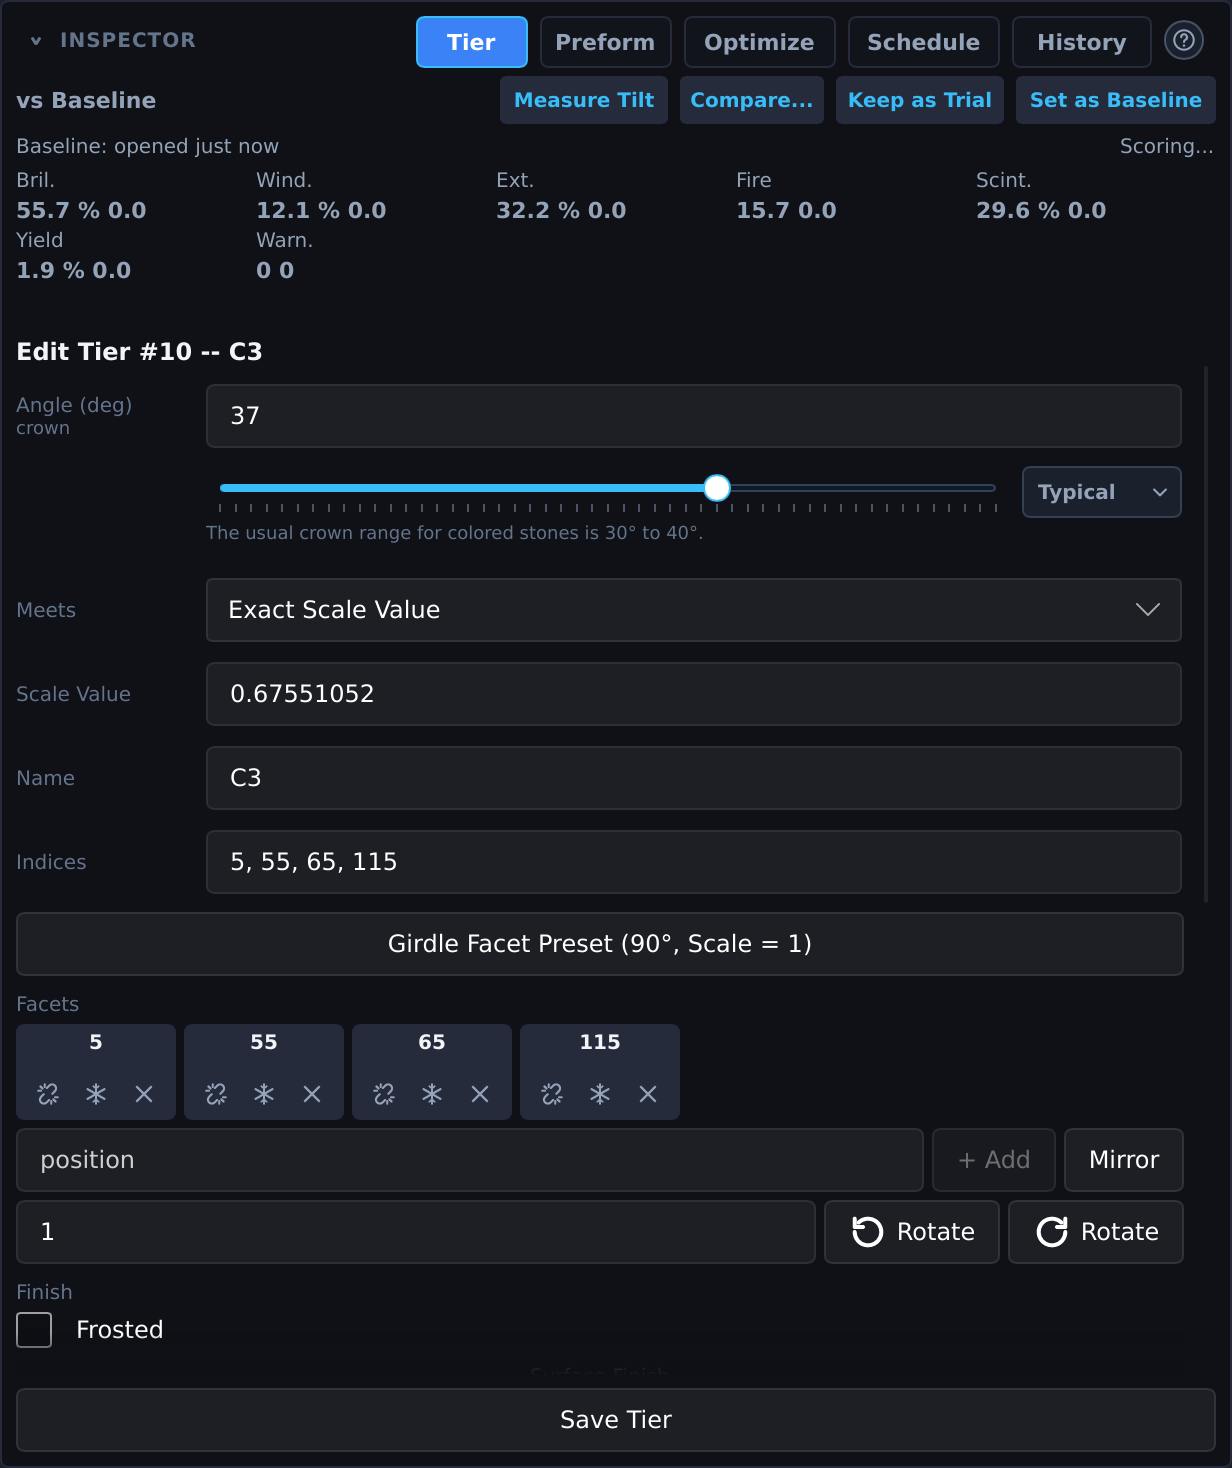 INSPECTOR
Tier
Preform
Optimize
Schedule
History
vs Baseline
Measure Tilt
Compare...
Keep as Trial
Set as Baseline
Baseline: opened just now
Scoring...
Bril. Wind. Ext. Fire Scint.
55.7 % 0.0 12.1 % 0.0 32.2 % 0.0 15.7 0.0 29.6 % 0.0
Yield Warn.
1.9 % 0.0 0 0
Edit Tier #10 -- C3
Angle (deg)
crown
37
Typical
The usual crown range for colored stones is 30° to 40°.
Meets
Exact Scale Value
Scale Value
0.67551052
Name
C3
Indices
5, 55, 65, 115
Girdle Facet Preset (90°, Scale = 1)
Facets
5 55 65 115
position
+ Add
Mirror
1
Rotate
Rotate
Finish
Frosted
Surface Finish
Save Tier